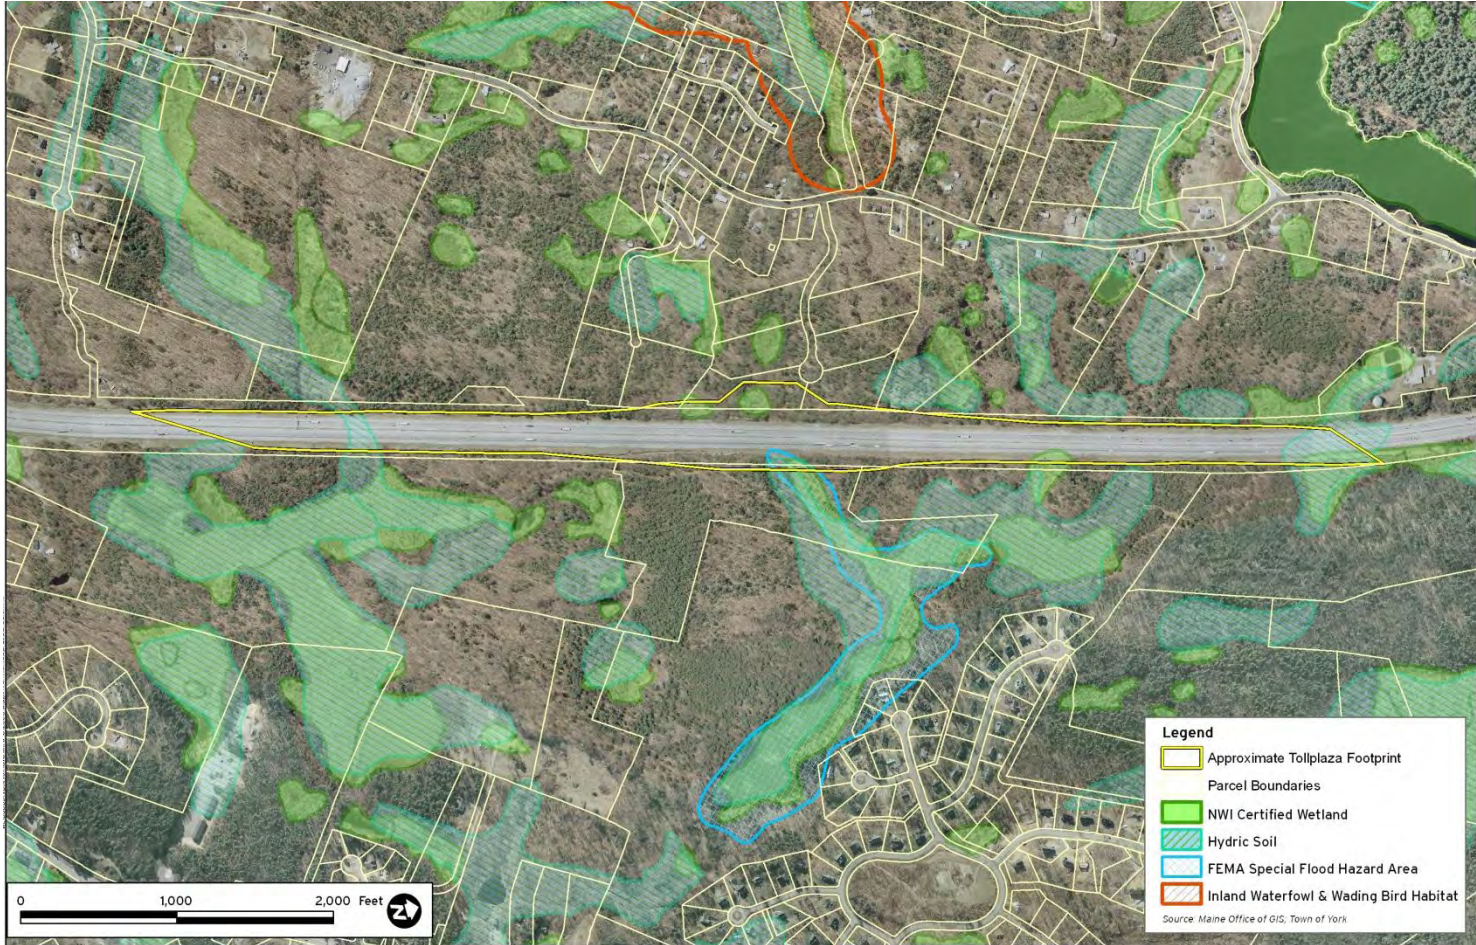 Legend
Approximate Tollplaza Footprint
Parcel Boundaries
NWI Certified Wetland
Hydric Soil
FEMA Special Flood Hazard Area
Inland Waterfowl & Wading Bird Habitat
Source: Maine Office of GIS; Town of York
0 1,000 2,000 Feet
Z